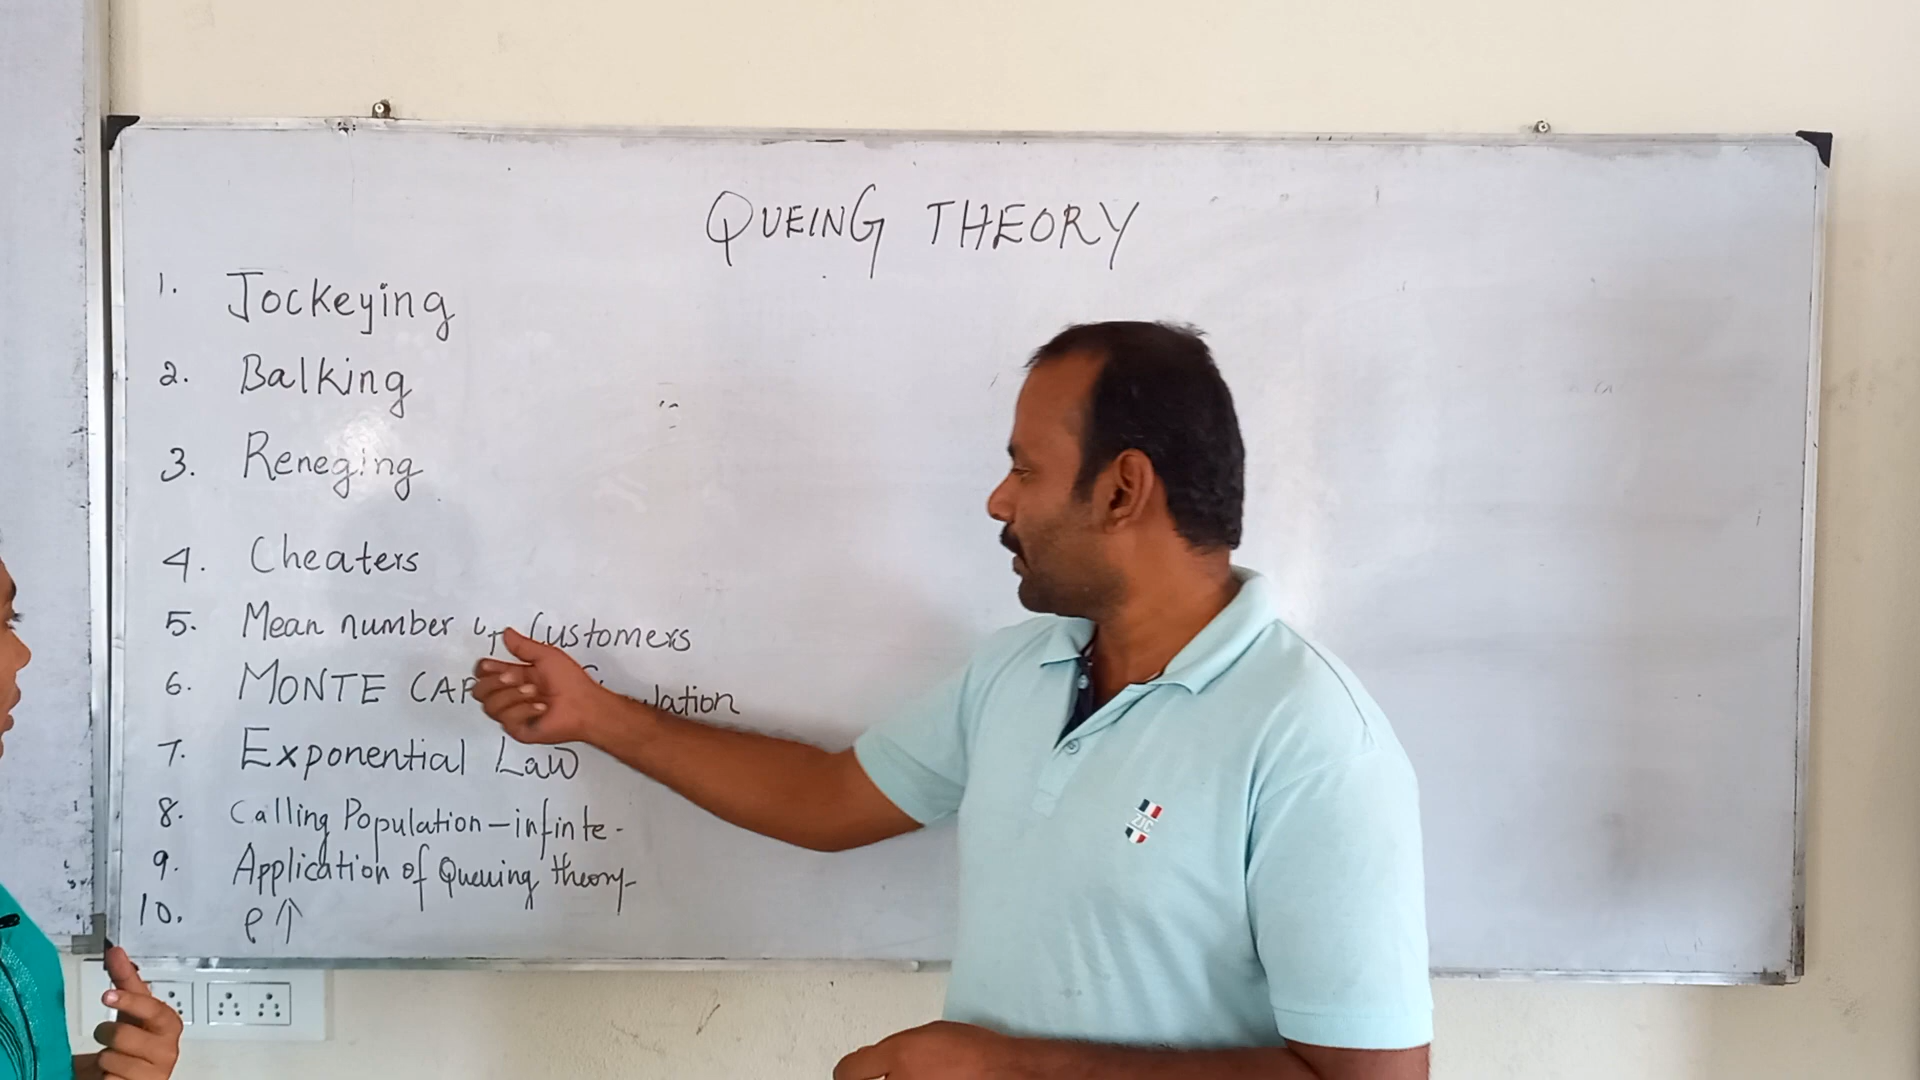 QUEING THEORY
1. Jockeying
2. Balking
3. Reneging
4. Cheaters
5. Mean number Customers
6. MONTE
7. Exponential Law
8. Calling Population-infinte-
9. Application of Queuing theory-
10. ρ↑
ZJC